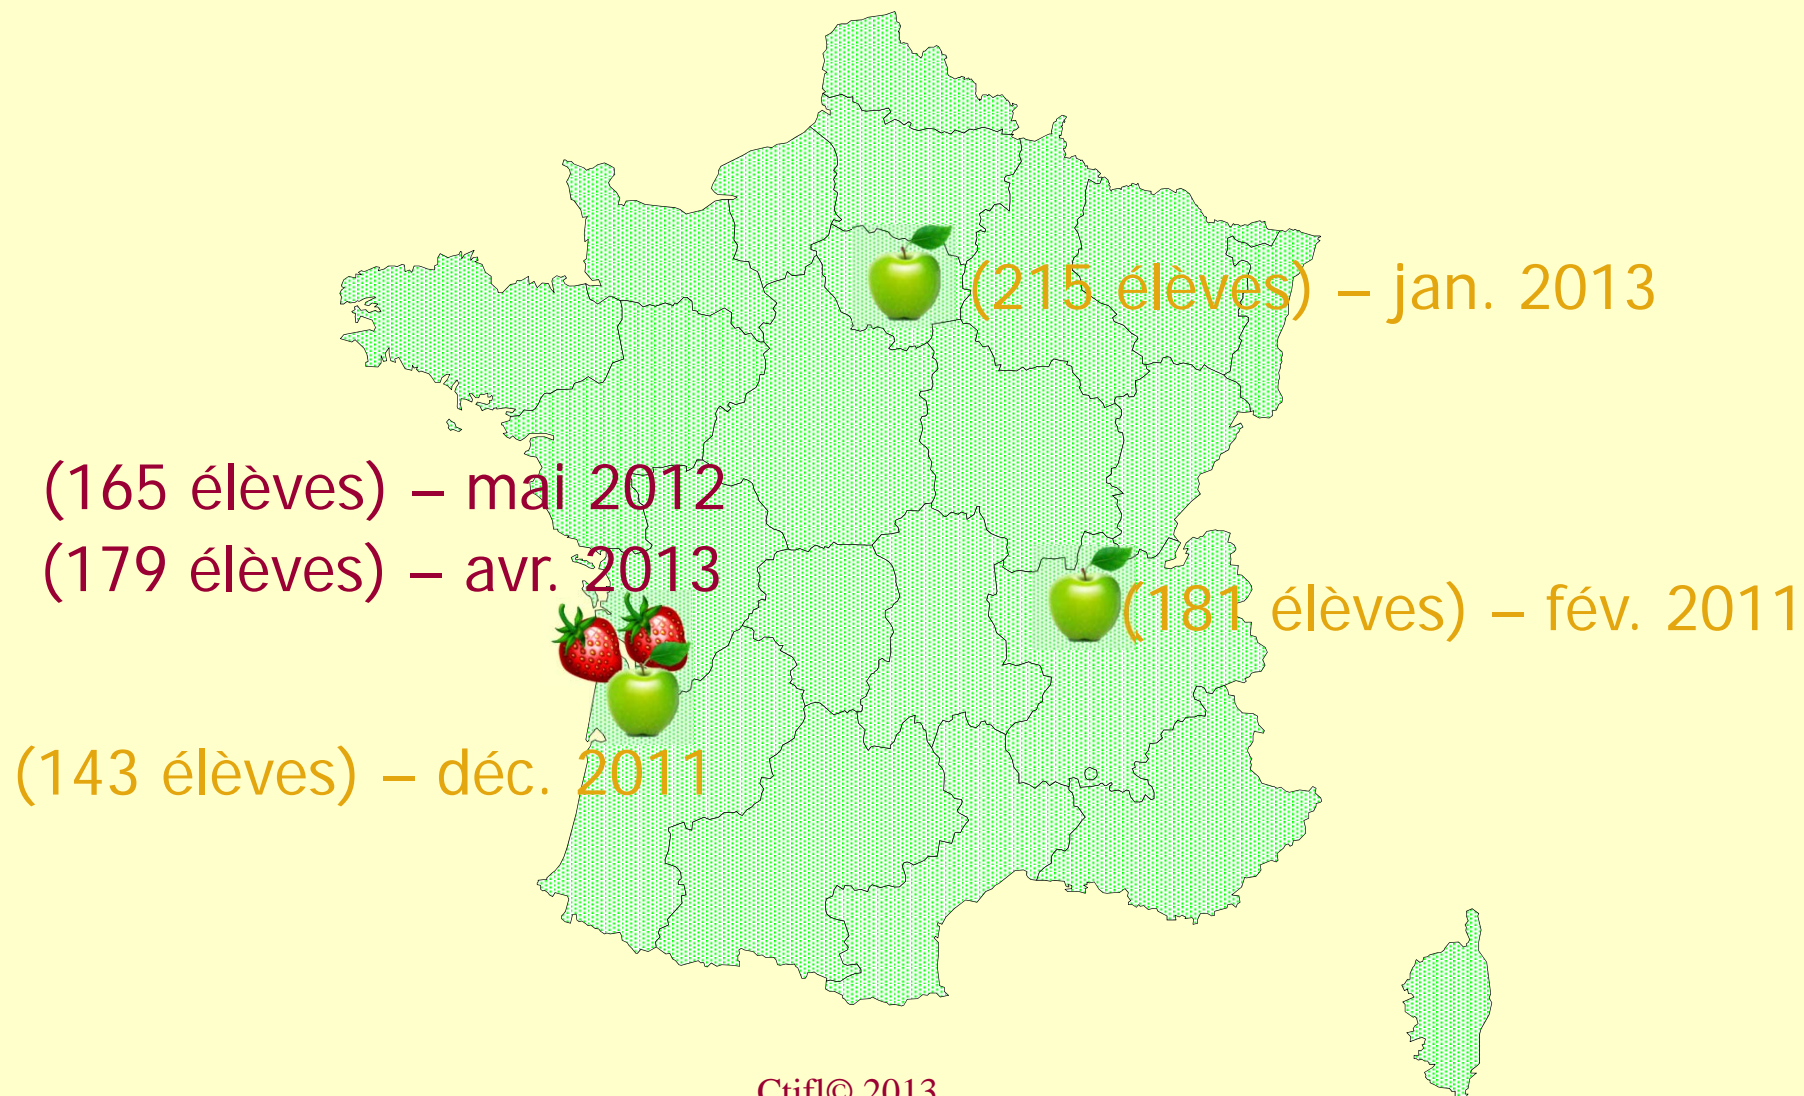 (215 élèves) – jan. 2013
(165 élèves) – mai 2012
(179 élèves) – avr. 2013
(181 élèves) – fév. 2011
(143 élèves) – déc. 2011
Ctifl© 2013